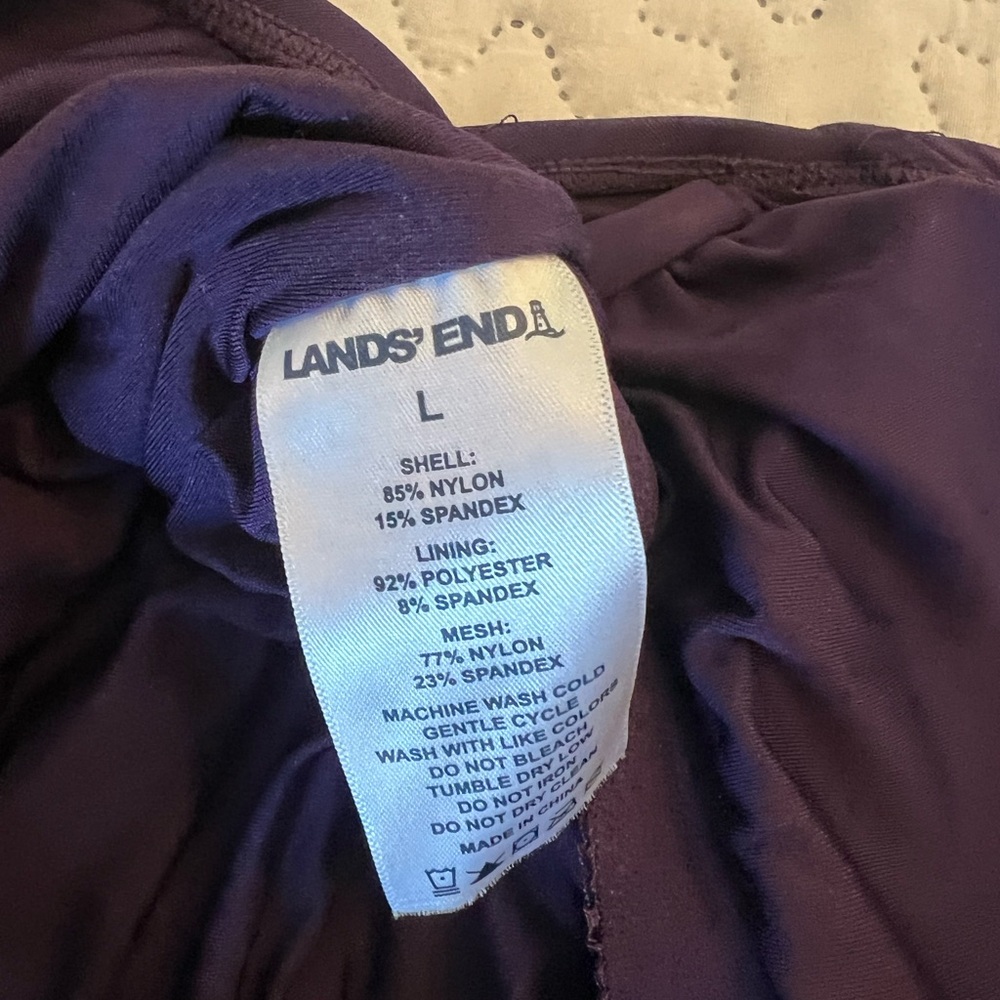 LANDS' END
L
SHELL:
85% NYLON
15% SPANDEX
LINING:
92% POLYESTER
8% SPANDEX
MESH:
77% NYLON
23% SPANDEX
MACHINE WASH COLD
GENTLE CYCLE
WASH WITH LIKE COLORS
DO NOT BLEACH
TUMBLE DRY LOW
DO NOT IRON
DO NOT DRY CLEAN
MADE IN CHINA